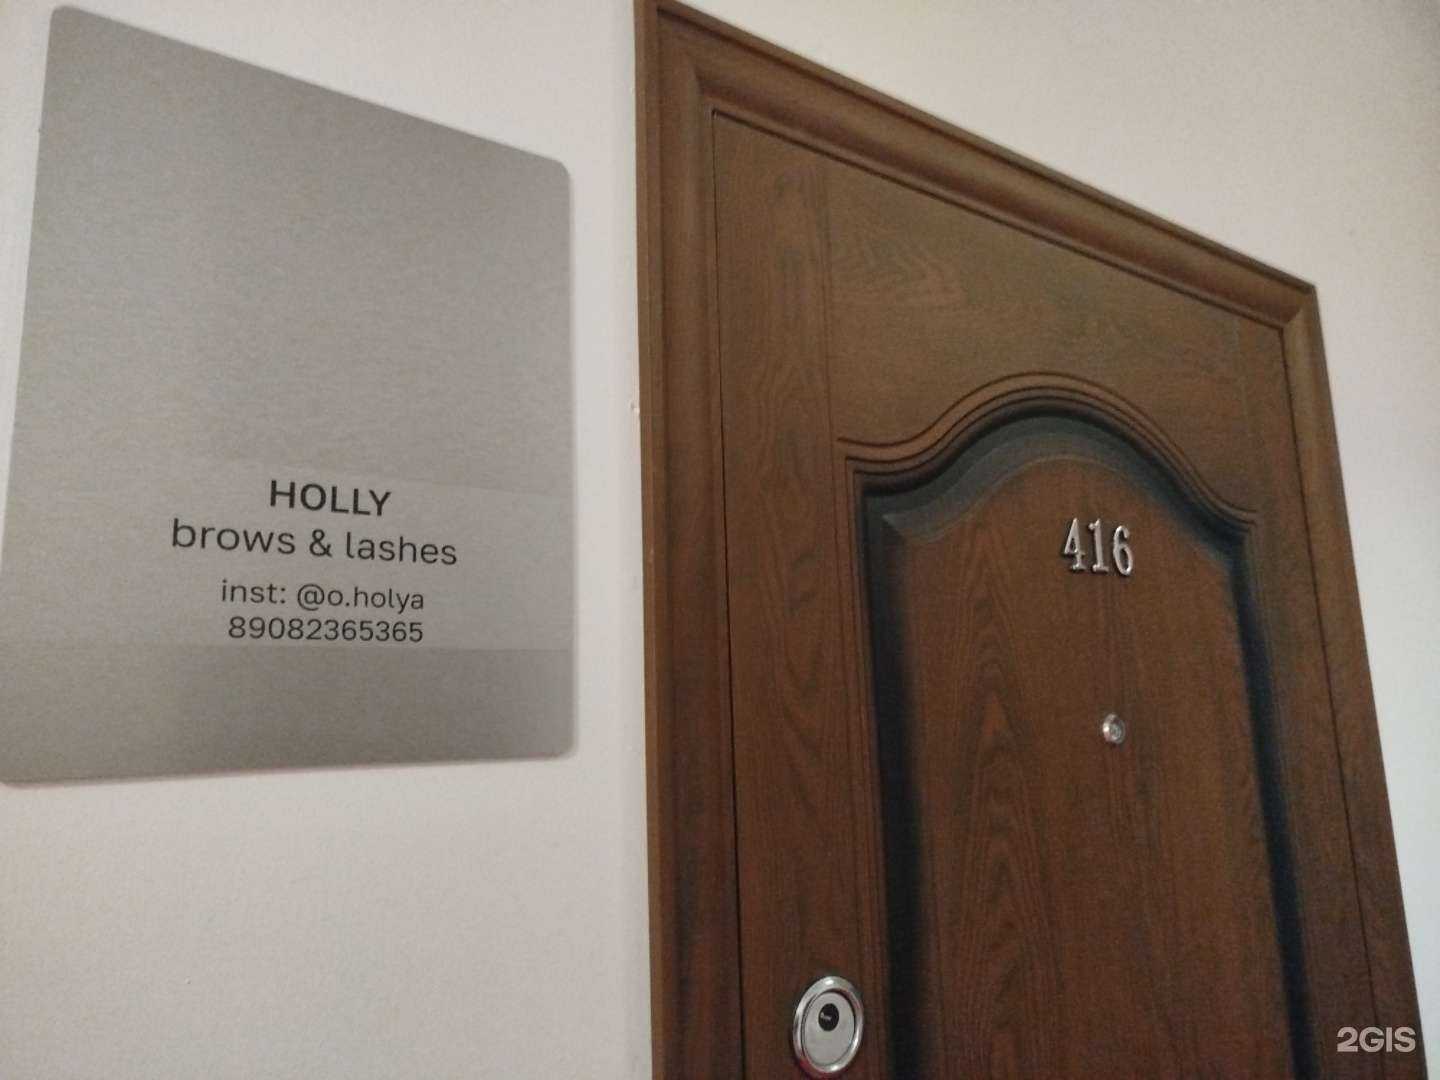 HOLLY
brows & lashes
inst: @o.holya
89082365365
416
2GIS